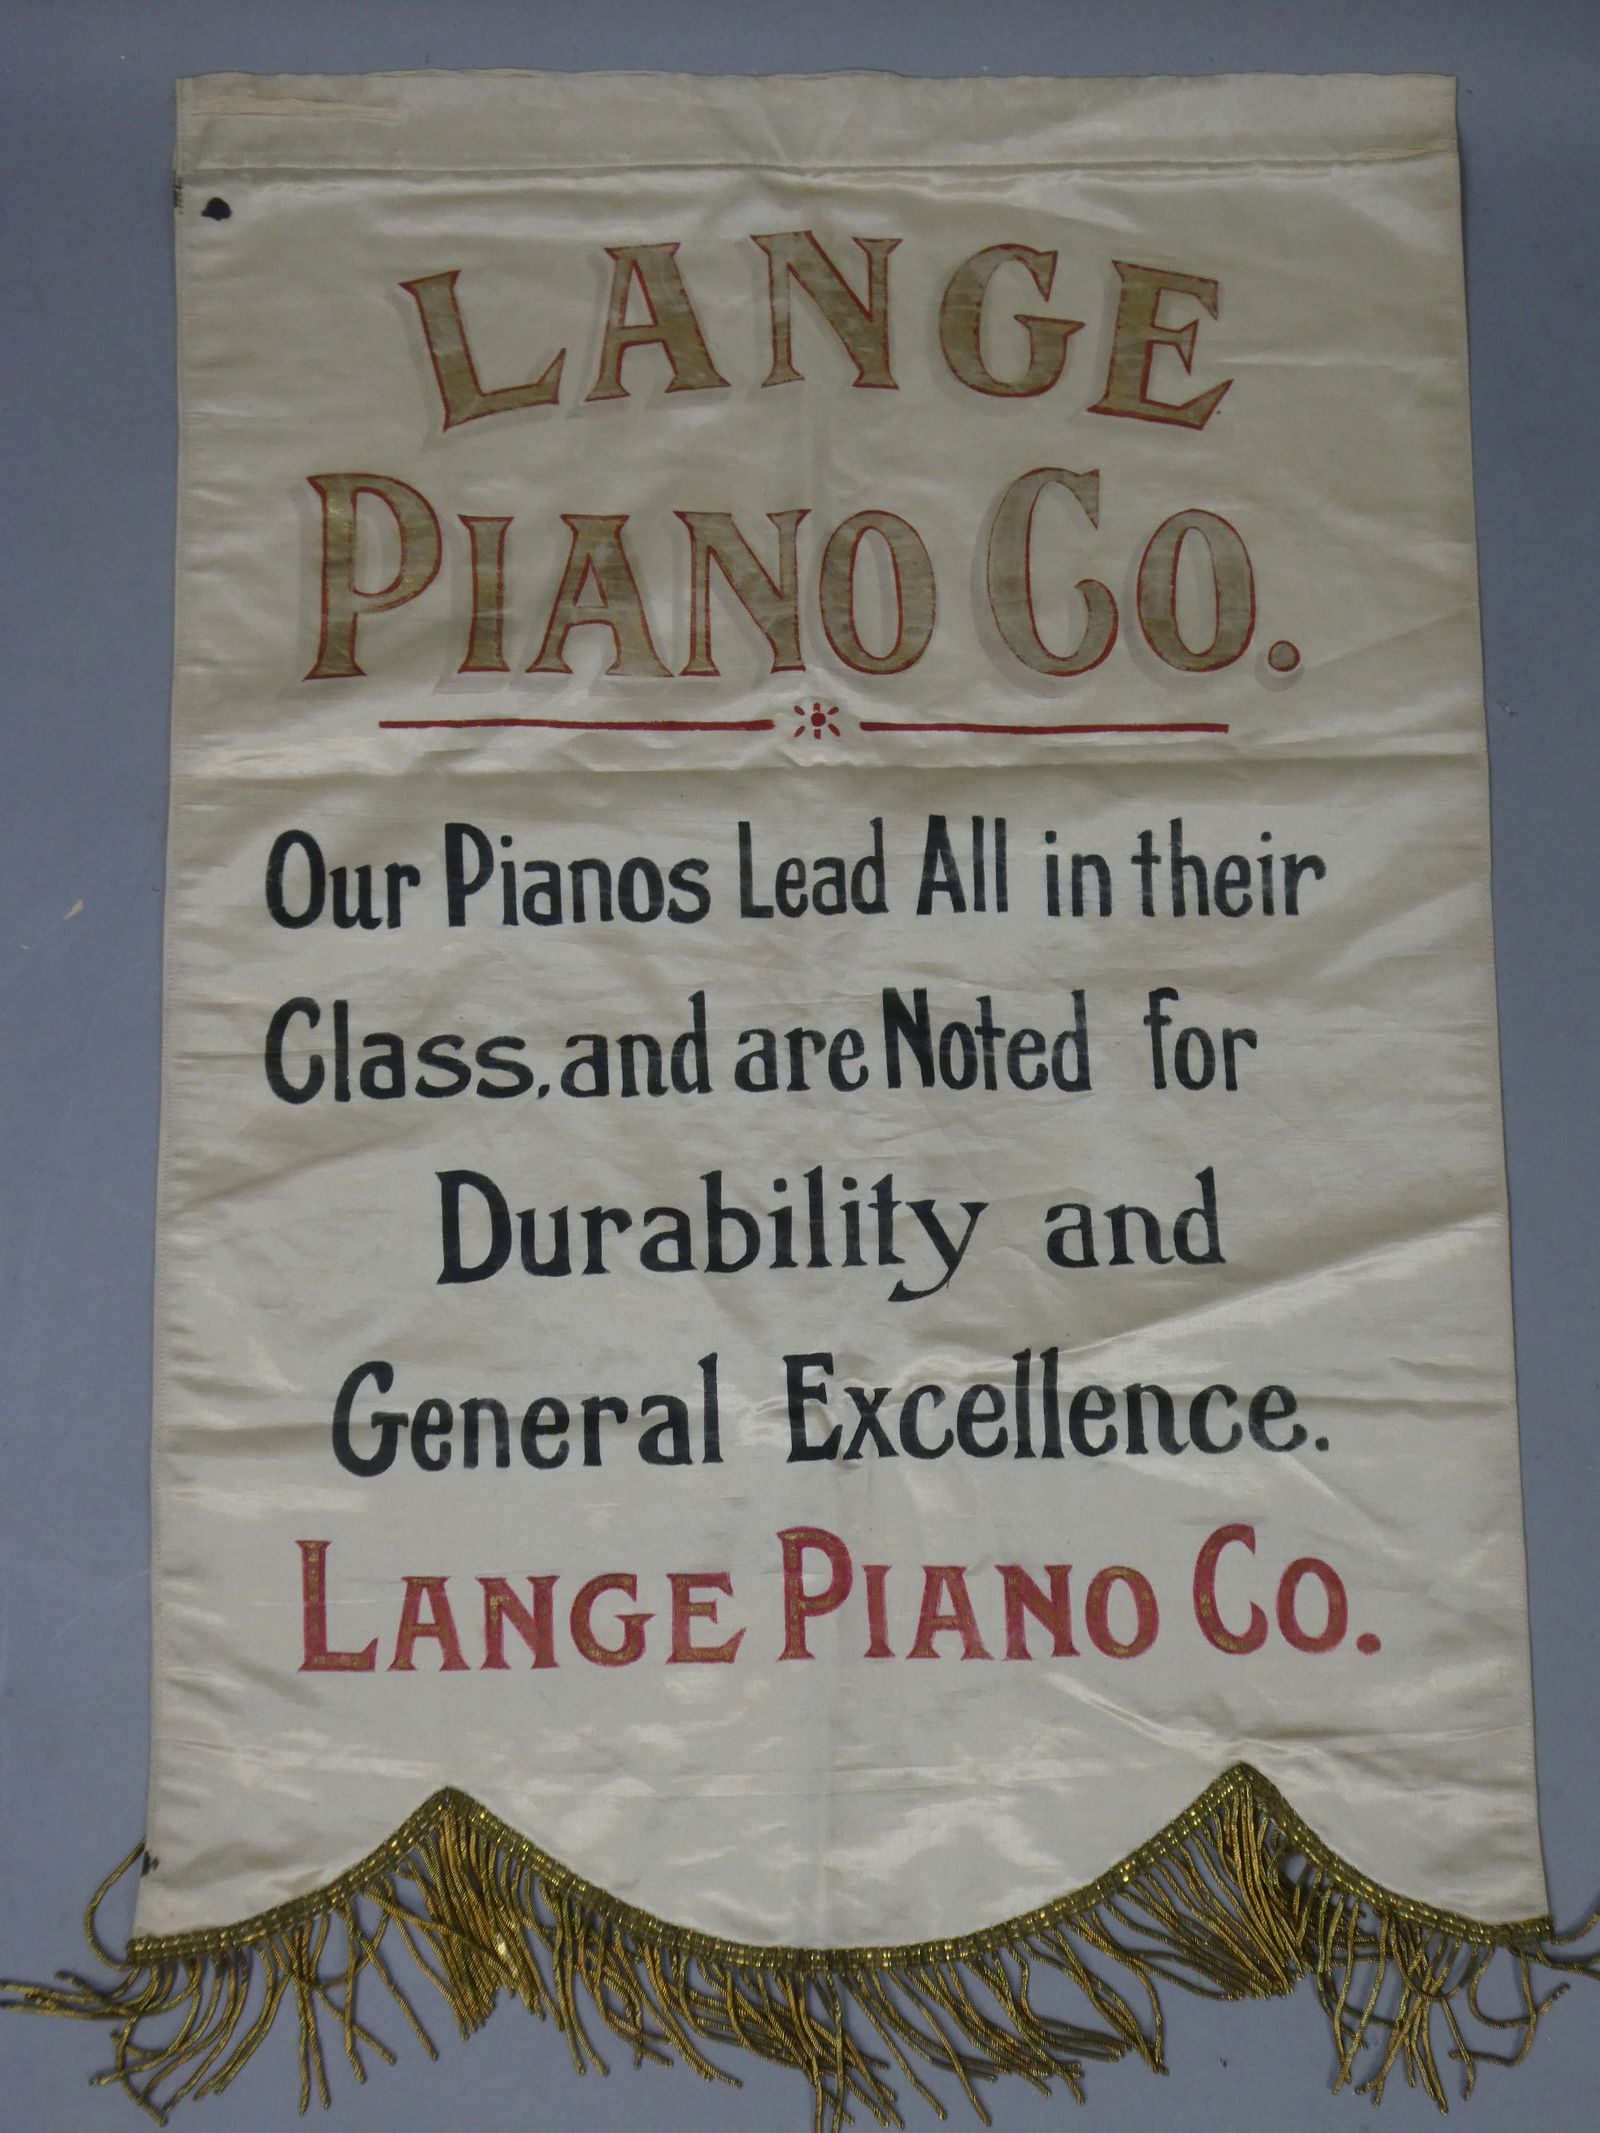 LANGE
PIANO CO.
Our Pianos Lead All in their
Class, and are Noted for
Durability and
General Excellence.
LANGE PIANO CO.